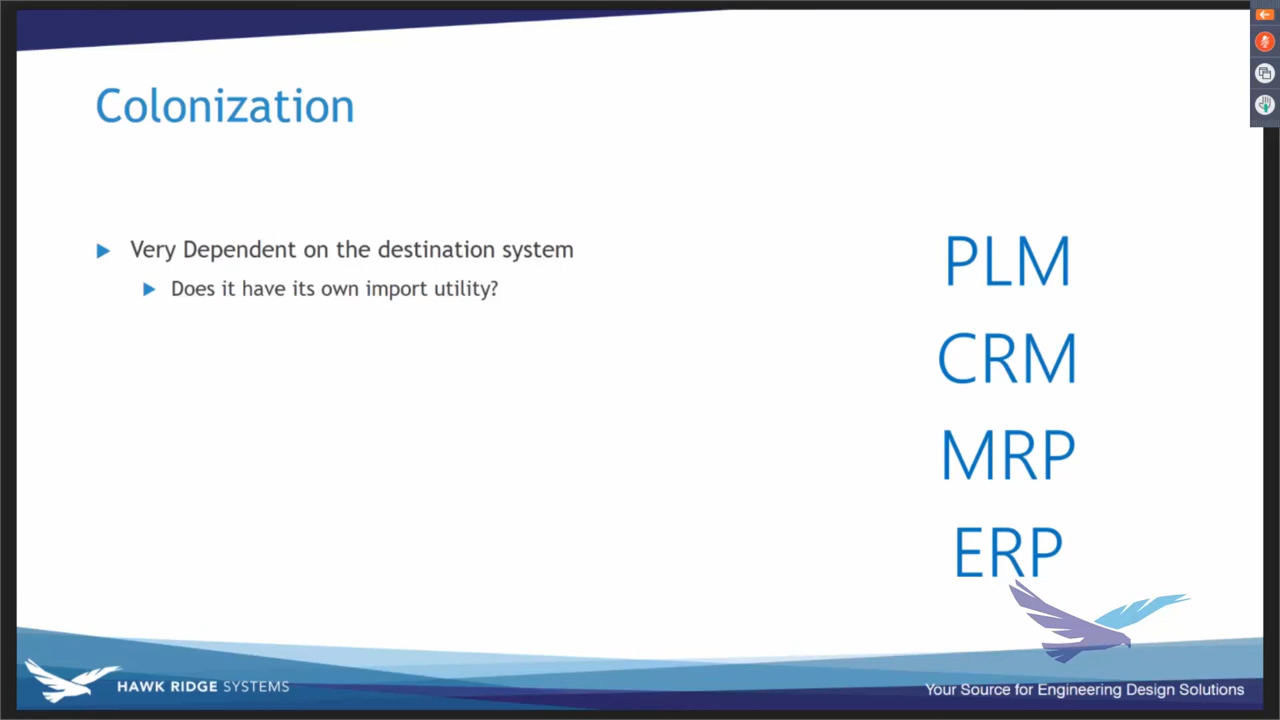 Colonization
Very Dependent on the destination system
Does it have its own import utility?
PLM
CRM
MRP
ERP
HAWK RIDGE SYSTEMS
Your Source for Engineering Design Solutions